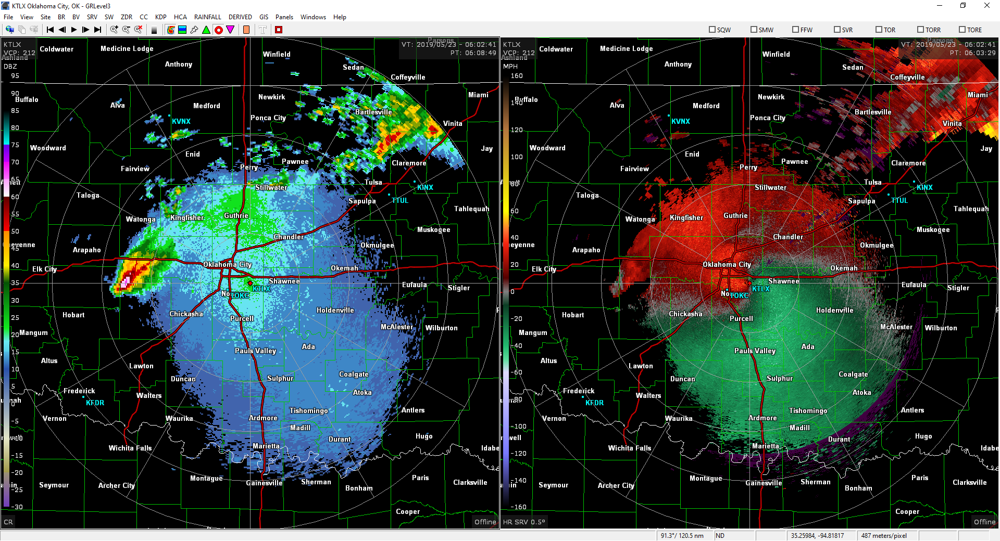 KTLX Oklahoma City, OK - GRLevel3
File View Site BR BV SRV SW ZDR CC KDP HCA RAINFALL DERIVED GIS Panels Windows Help
SQW SMW FFW SVR TOR TORR TORE
KTLX
VCP: 212
DBZ
VT: 2019/05/23 - 06:02:41
PT: 06:08:49
Parsons
Ashland
Coldwater
Medicine Lodge
Anthony
Winfield
Sedan
Coffeyville
Buffalo
Alva
Medford
Newkirk
Miami
Bartlesville
KVNX
Ponca City
Vinita
Woodward
Enid
Jay
Fairview
Perry
Pawnee
Claremore
Taloga
Stillwater
Tulsa
KINX
TTUL
Sapulpa
Tahlequah
Watonga
Kingfisher
Guthrie
Muskogee
Chandler
Okmulgee
Arapaho
Elk City
Oklahoma City
Okemah
Shawnee
KTLX
Eufaula
Stigler
No
TOKC
Hobart
Chickasha
Purcell
Holdenville
McAlester
Wilburton
Mangum
Ada
Pauls Valley
Altus
Lawton
Duncan
Sulphur
Coalgate
Atoka
Frederick
KFDR
Walters
Vernon
Waurika
Ardmore
Tishomingo
Antlers
Madill
Hugo
Wichita Falls
Marietta
Durant
Idabe
Montague
Gainesville
Sherman
Paris
Clarksville
Seymour
Archer City
Bonham
Cooper
95
90
85
80
75
70
65
60
55
50
45
40
35
30
25
20
15
10
5
0
-5
-10
-15
-20
-25
-30
CR
Offline
KTLX
VCP: 212
MPH
VT: 2019/05/23 - 06:02:41
PT: 06:03:29
Parsons
Ashland
Coldwater
Medicine Lodge
Anthony
Winfield
Sedan
Coffeyville
Buffalo
Alva
Medford
Newkirk
Miami
Bartlesville
KVNX
Ponca City
Vinita
Woodward
Enid
Jay
Fairview
Perry
Pawnee
Claremore
Taloga
Stillwater
Tulsa
KINX
TTUL
Sapulpa
Tahlequah
Watonga
Kingfisher
Guthrie
Muskogee
Chandler
Okmulgee
Arapaho
Elk City
Oklahoma City
Okemah
Shawnee
KTLX
Eufaula
Stigler
No
TOKC
Hobart
Chickasha
Purcell
Holdenville
McAlester
Wilburton
Mangum
Ada
Pauls Valley
Altus
Lawton
Duncan
Sulphur
Coalgate
Atoka
Frederick
KFDR
Walters
Vernon
Waurika
Ardmore
Tishomingo
Antlers
Madill
Hugo
Wichita Falls
Marietta
Durant
Idabe
Montague
Gainesville
Sherman
Paris
Clarksville
Seymour
Archer City
Bonham
Cooper
160
140
120
100
80
60
40
20
0
-20
-40
-60
-80
-100
-120
-140
-160
HR SRV 0.5°
Offline
91.3°/ 120.5 nm ND 35.25984, -94.81817 487 meters/pixel